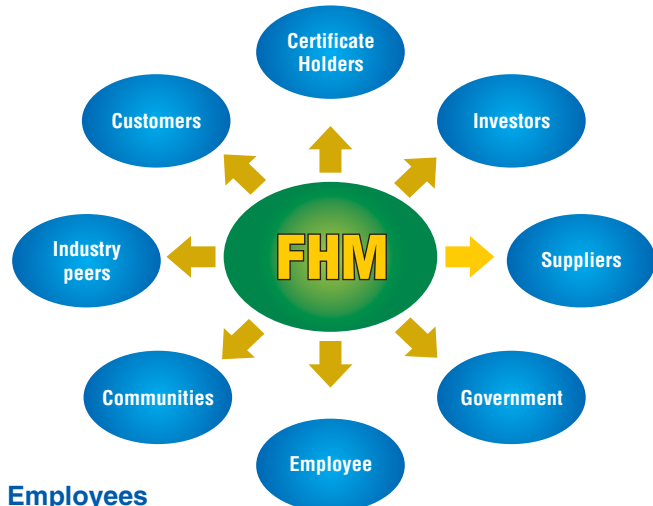 Certificate
Holders
Customers
Investors
Industry
peers
FHM
Suppliers
Communities
Government
Employee
Employees